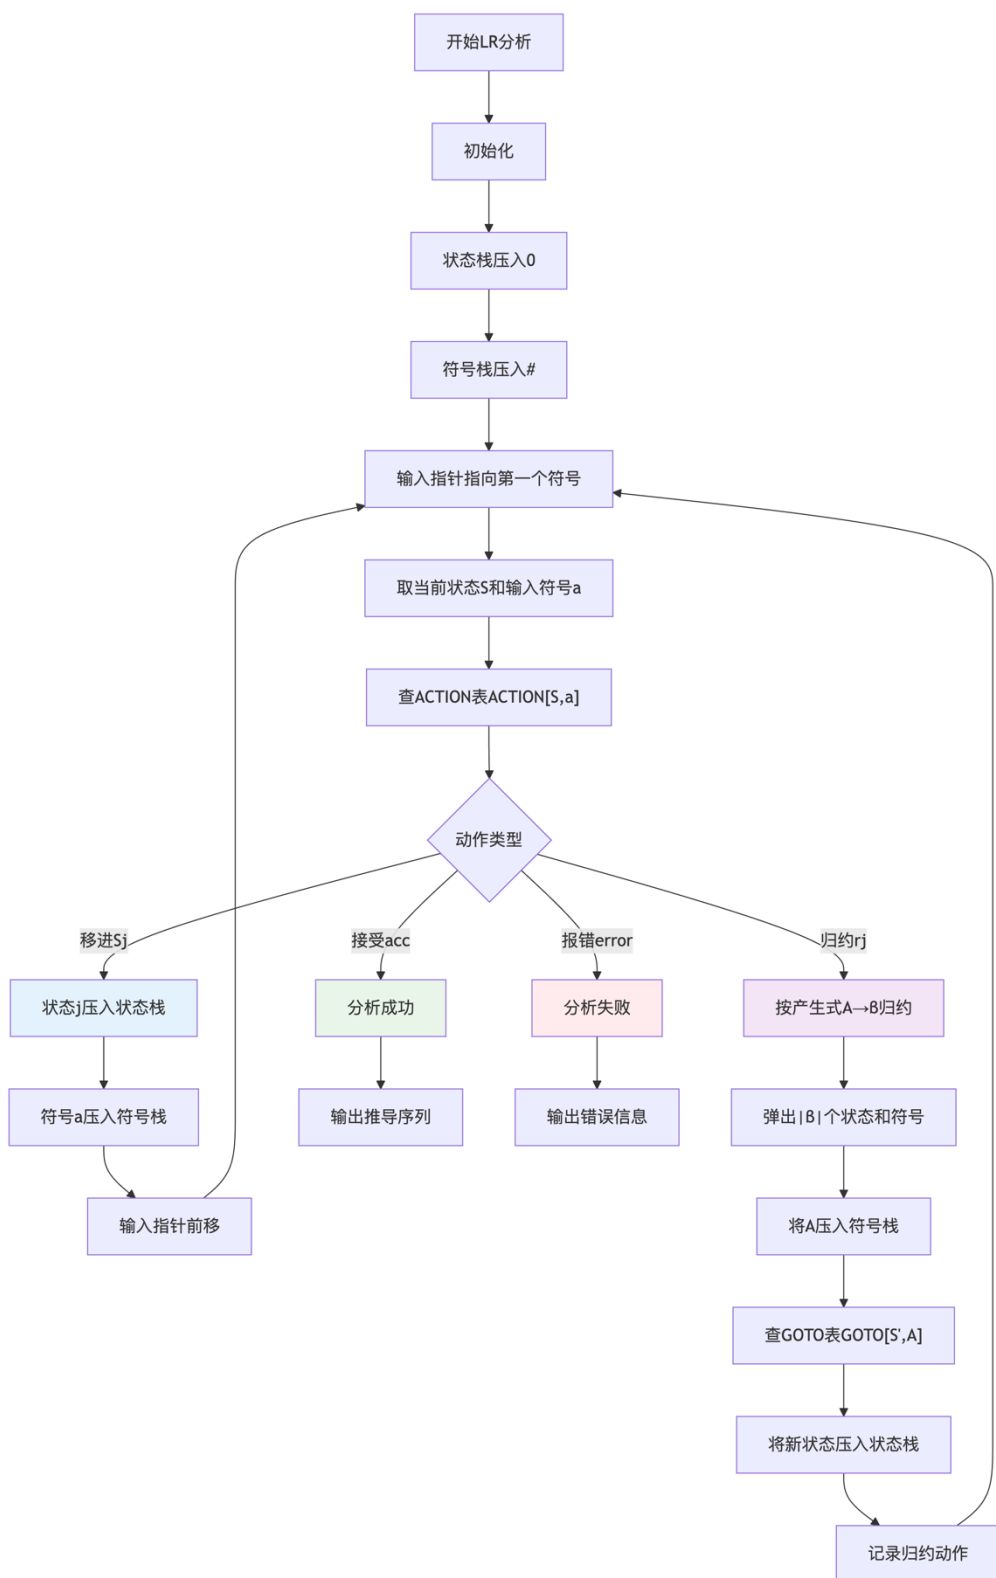 开始LR分析
初始化
状态栈压入0
符号栈压入#
输入指针指向第一个符号
取当前状态S和输入符号a
查ACTION表ACTION[S,a]
动作类型
移进Sj
接受acc
报错error
归约rj
状态j压入状态栈
分析成功
分析失败
按产生式A→β归约
符号a压入符号栈
输出推导序列
输出错误信息
弹出|β|个状态和符号
输入指针前移
将A压入符号栈
查GOTO表GOTO[S',A]
将新状态压入状态栈
记录归约动作